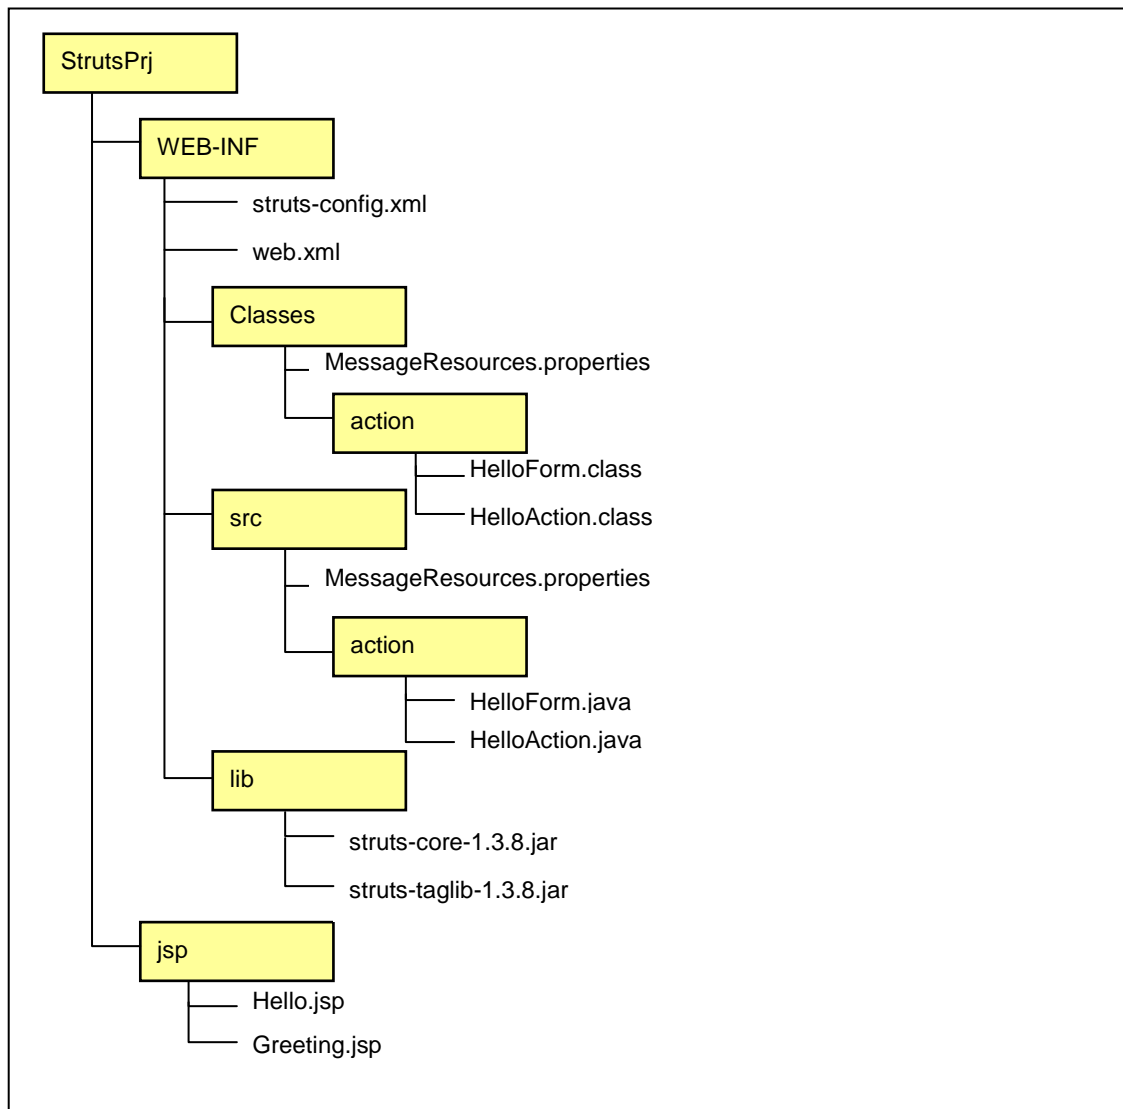 StrutsPrj
WEB-INF
struts-config.xml
web.xml
Classes
MessageResources.properties
action
HelloForm.class
HelloAction.class
src
MessageResources.properties
action
HelloForm.java
HelloAction.java
lib
struts-core-1.3.8.jar
struts-taglib-1.3.8.jar
jsp
Hello.jsp
Greeting.jsp